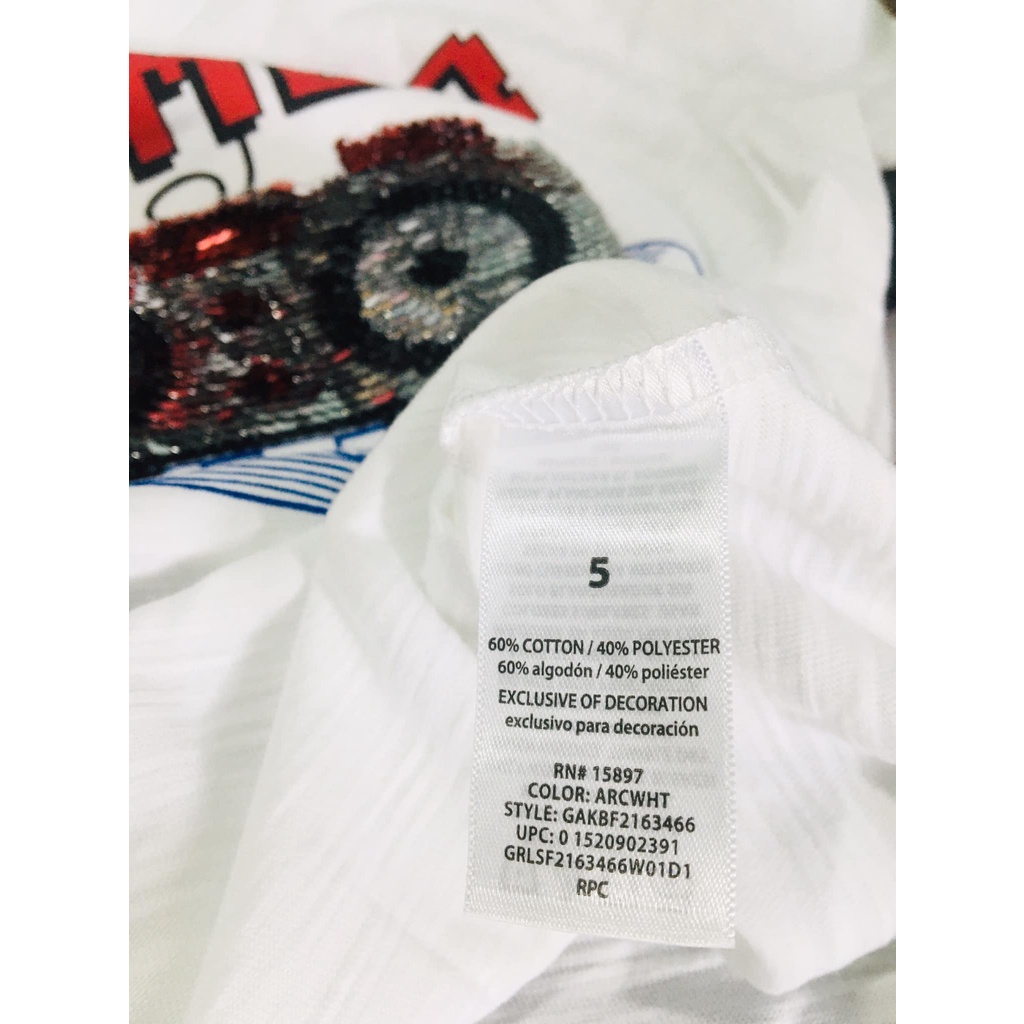 5
60% COTTON / 40% POLYESTER
60% algodón / 40% poliéster
EXCLUSIVE OF DECORATION
exclusivo para decoración
RN# 15897
COLOR: ARCWHT
STYLE: GAKBF2163466
UPC: 0 1520902391
GRLSF2163466W01D1
RPC